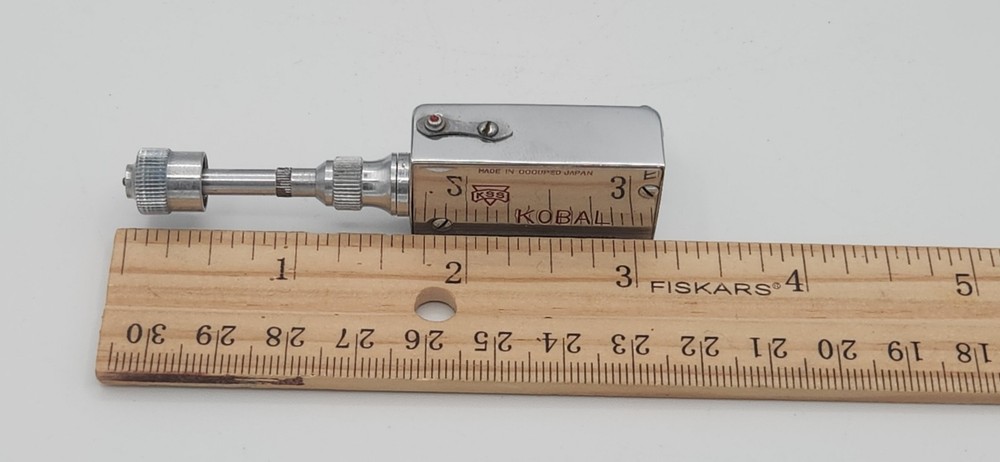 MADE IN OCCUPIED JAPAN
2 3
KSS
KOBAL
1 2 3 4 5
FISKARS®
30 29 28 27 26 25 24 23 22 21 20 19 18